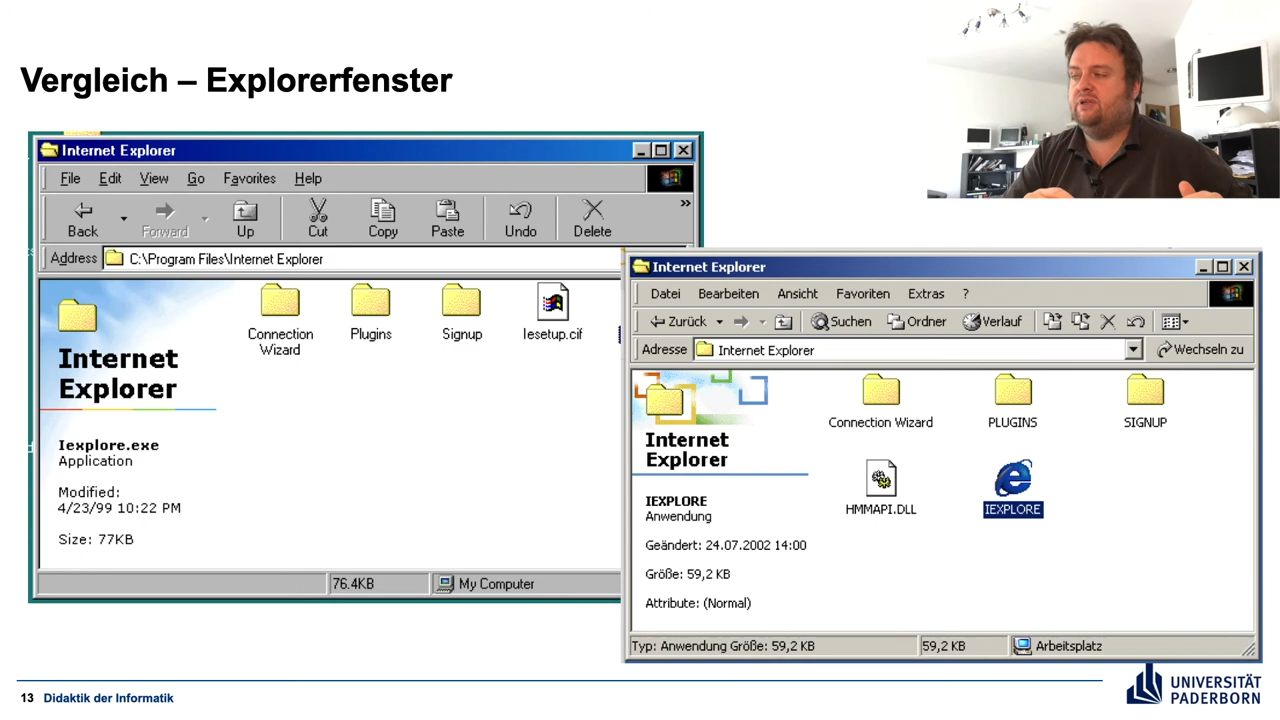 Vergleich – Explorerfenster
Internet Explorer
File Edit View Go Favorites Help
Back Forward Up Cut Copy Paste Undo Delete »
Address C:\Program Files\Internet Explorer
Internet
Explorer
Iexplore.exe
Application
Modified:
4/23/99 10:22 PM
Size: 77KB
Connection
Wizard
Plugins
Signup
Iesetup.cif
76.4KB My Computer
Internet Explorer
Datei Bearbeiten Ansicht Favoriten Extras ?
Zurück Suchen Ordner Verlauf
Adresse Internet Explorer Wechseln zu
Internet
Explorer
IEXPLORE
Anwendung
Geändert: 24.07.2002 14:00
Größe: 59,2 KB
Attribute: (Normal)
Connection Wizard PLUGINS SIGNUP
HMMAPI.DLL IEXPLORE
Typ: Anwendung Größe: 59,2 KB 59,2 KB Arbeitsplatz
13 Didaktik der Informatik
UNIVERSITÄT
PADERBORN